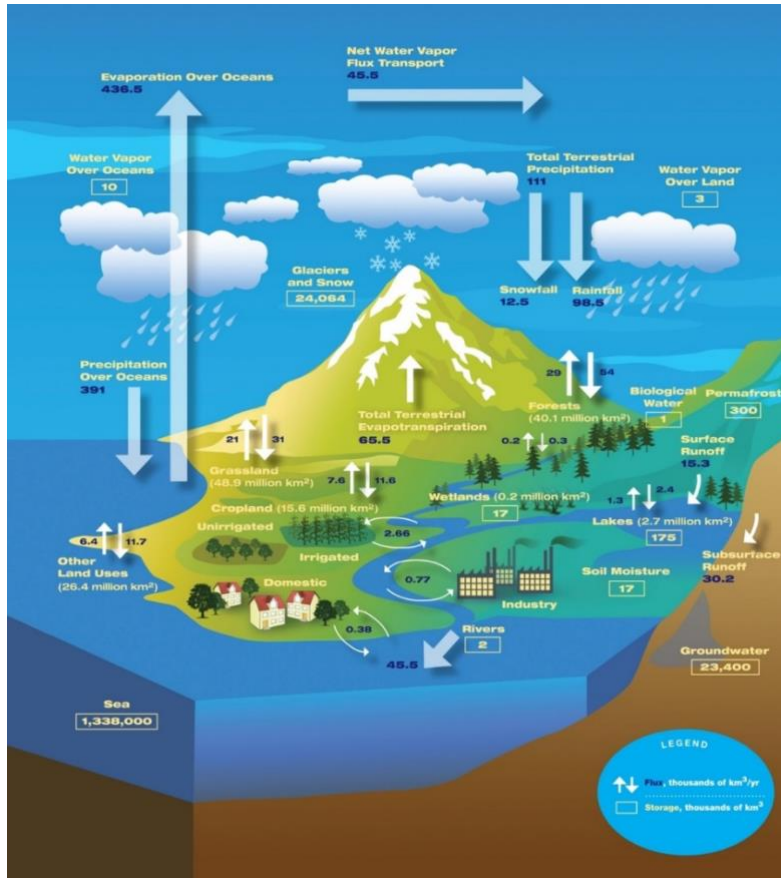 Net Water Vapor
Flux Transport
45.5
Evaporation Over Oceans
436.5
Water Vapor
Over Oceans
10
Total Terrestrial
Precipitation
111
Water Vapor
Over Land
3
Glaciers
and Snow
24,064
Snowfall
12.5
Rainfall
98.5
Precipitation
Over Oceans
391
29
54
Forests
(40.1 million km²)
Biological
Water
1
Permafrost
300
Total Terrestrial
Evapotranspiration
65.5
21
31
Grassland
(48.9 million km²)
0.2
0.3
Surface
Runoff
15.3
7.6
11.6
Cropland (15.6 million km²)
Wetlands (0.2 million km²)
17
1.3
2.4
Lakes (2.7 million km²)
175
Unirrigated
Irrigated
2.66
6.4
11.7
Other
Land Uses
(26.4 million km²)
Subsurface
Runoff
30.2
Domestic
0.77
Industry
Soil Moisture
17
0.38
Rivers
2
45.5
Groundwater
23,400
Sea
1,338,000
LEGEND
Flux, thousands of km³/yr
Storage, thousands of km³